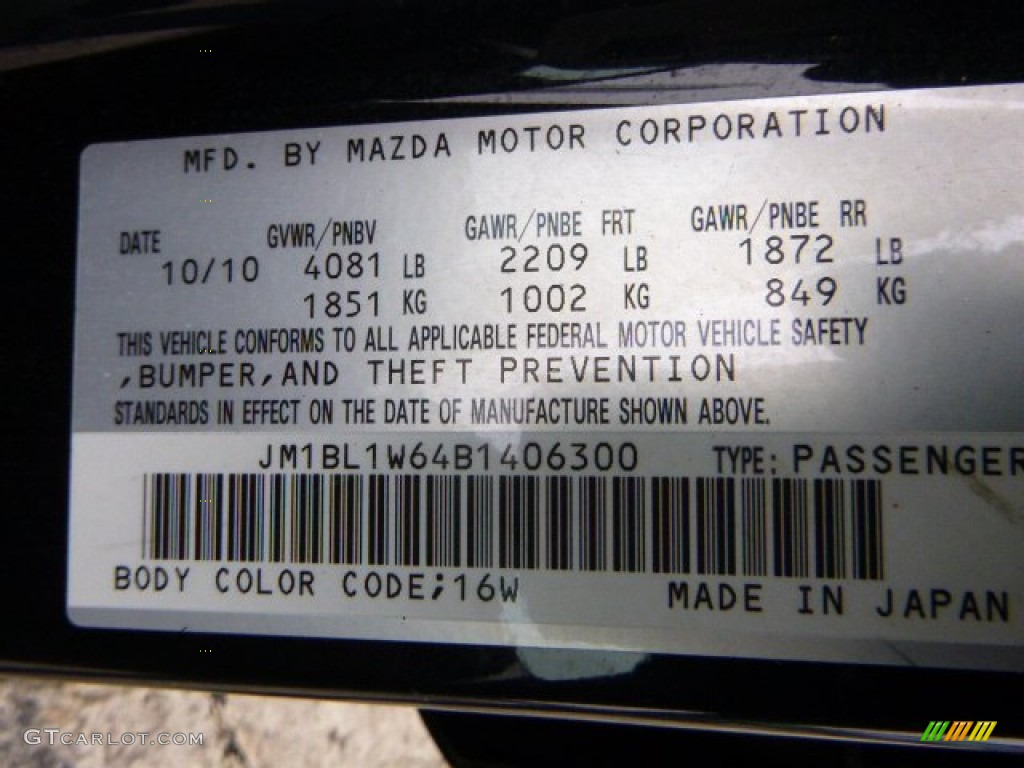 MFD. BY MAZDA MOTOR CORPORATION
DATE GVWR/PNBV GAWR/PNBE FRT GAWR/PNBE RR
10/10 4081 LB 2209 LB 1872 LB
1851 KG 1002 KG 849 KG
THIS VEHICLE CONFORMS TO ALL APPLICABLE FEDERAL MOTOR VEHICLE SAFETY
,BUMPER,AND THEFT PREVENTION
STANDARDS IN EFFECT ON THE DATE OF MANUFACTURE SHOWN ABOVE.
JM1BL1W64B1406300 TYPE: PASSENGER
BODY COLOR CODE;16W MADE IN JAPAN
GTCARLOT.COM